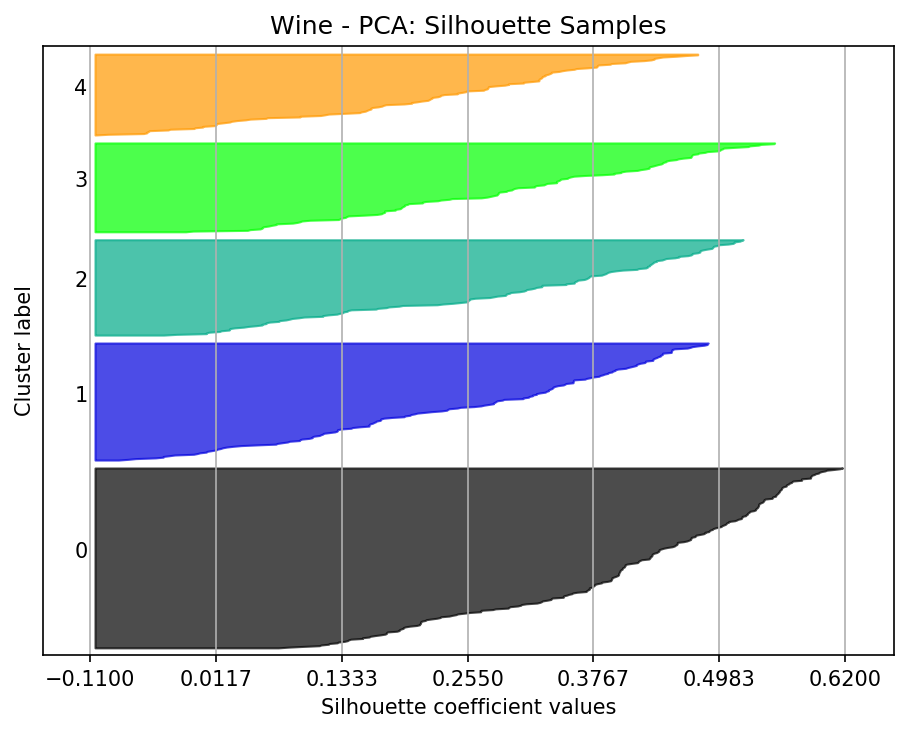 Wine - PCA: Silhouette Samples
4
3
2
1
0
Cluster label
−0.1100 0.0117 0.1333 0.2550 0.3767 0.4983 0.6200
Silhouette coefficient values